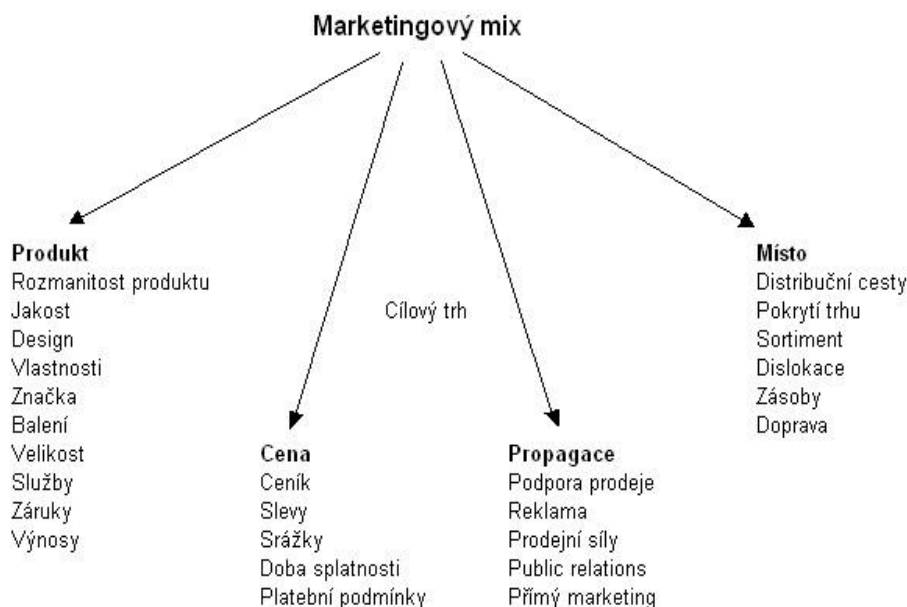 Marketingový mix
Produkt
Rozmanitost produktu
Jakost
Design
Vlastnosti
Značka
Balení
Velikost
Služby
Záruky
Výnosy
Cílový trh
Cena
Ceník
Slevy
Srážky
Doba splatnosti
Platební podmínky
Propagace
Podpora prodeje
Reklama
Prodejní síly
Public relations
Přímý marketing
Místo
Distribuční cesty
Pokrytí trhu
Sortiment
Dislokace
Zásoby
Doprava